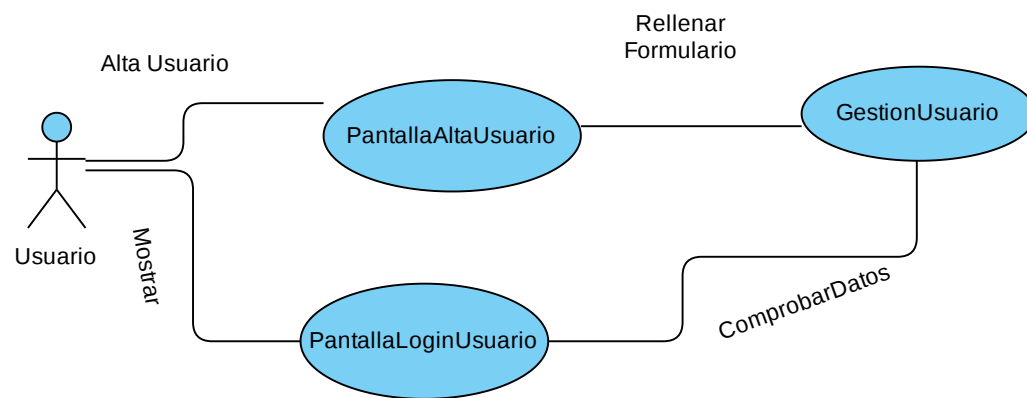 Rellenar
Formulario
Alta Usuario
PantallaAltaUsuario
GestionUsuario
Usuario
Mostrar
ComprobarDatos
PantallaLoginUsuario